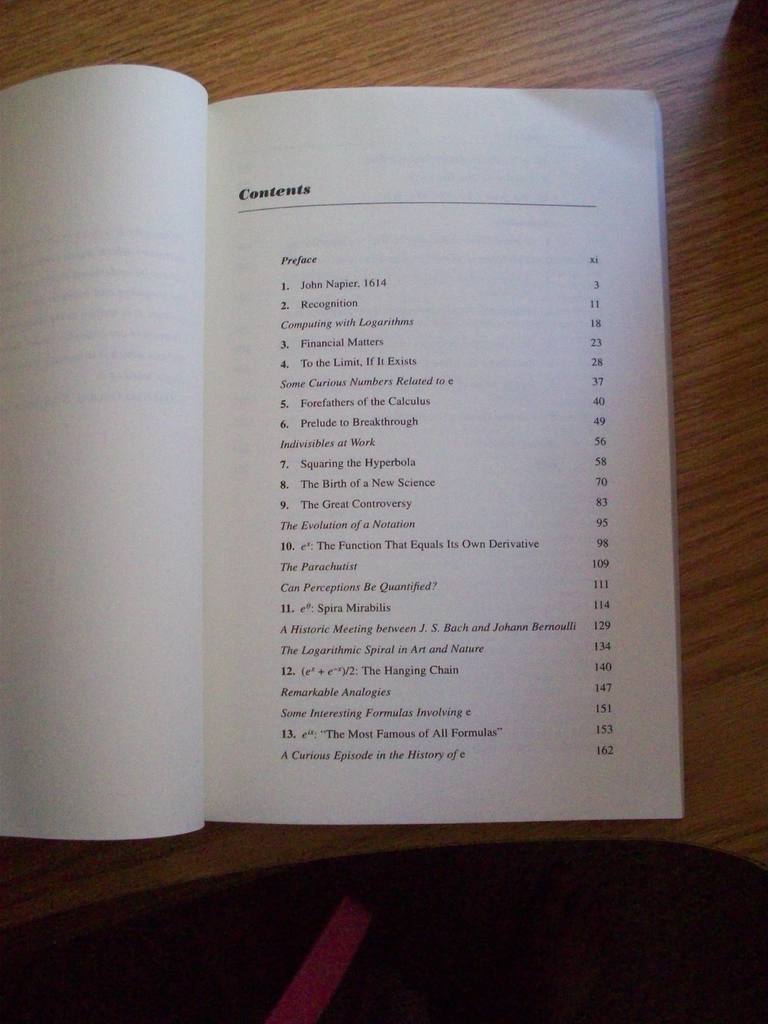 Contents
Preface xi
1. John Napier, 1614 3
2. Recognition 11
Computing with Logarithms 18
3. Financial Matters 23
4. To the Limit, If It Exists 28
Some Curious Numbers Related to e 37
5. Forefathers of the Calculus 40
6. Prelude to Breakthrough 49
Indivisibles at Work 56
7. Squaring the Hyperbola 58
8. The Birth of a New Science 70
9. The Great Controversy 83
The Evolution of a Notation 95
10. eˣ: The Function That Equals Its Own Derivative 98
The Parachutist 109
Can Perceptions Be Quantified? 111
11. e^θ: Spira Mirabilis 114
A Historic Meeting between J. S. Bach and Johann Bernoulli 129
The Logarithmic Spiral in Art and Nature 134
12. (eˣ + e⁻ˣ)/2: The Hanging Chain 140
Remarkable Analogies 147
Some Interesting Formulas Involving e 151
13. eⁱˣ: "The Most Famous of All Formulas" 153
A Curious Episode in the History of e 162